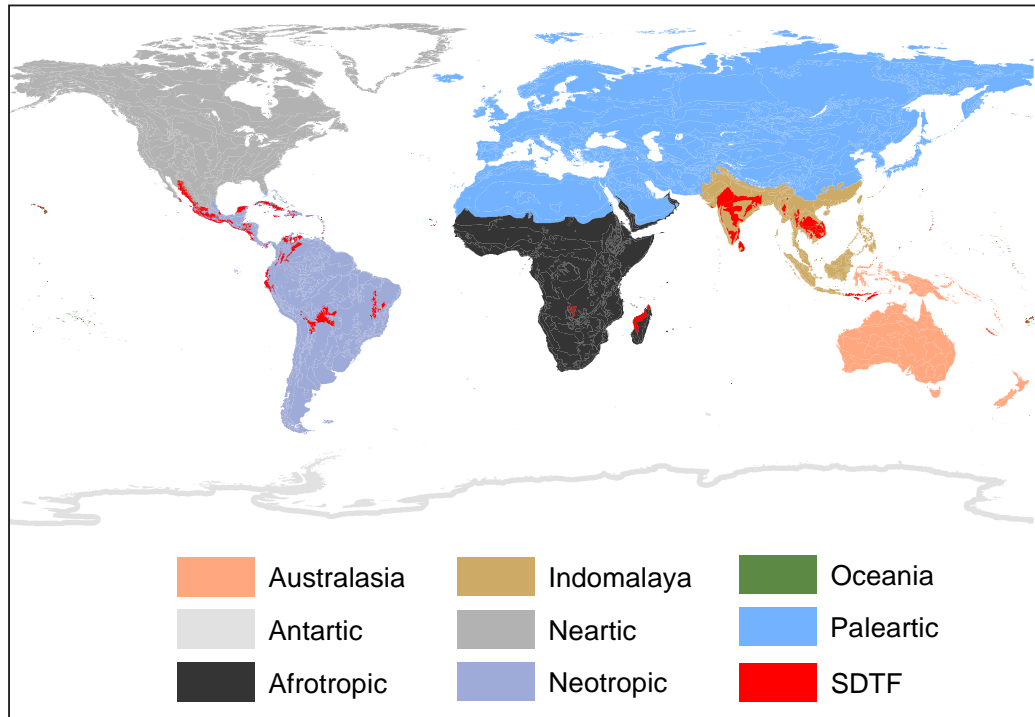 Australasia
Indomalaya
Oceania
Antartic
Neartic
Paleartic
Afrotropic
Neotropic
SDTF